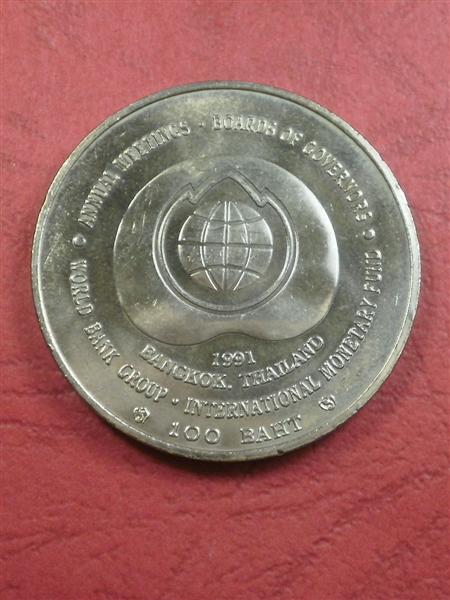 ANNUAL MEETINGS · BOARDS OF GOVERNORS
1991
BANGKOK, THAILAND
WORLD BANK GROUP · INTERNATIONAL MONETARY FUND
100 BAHT